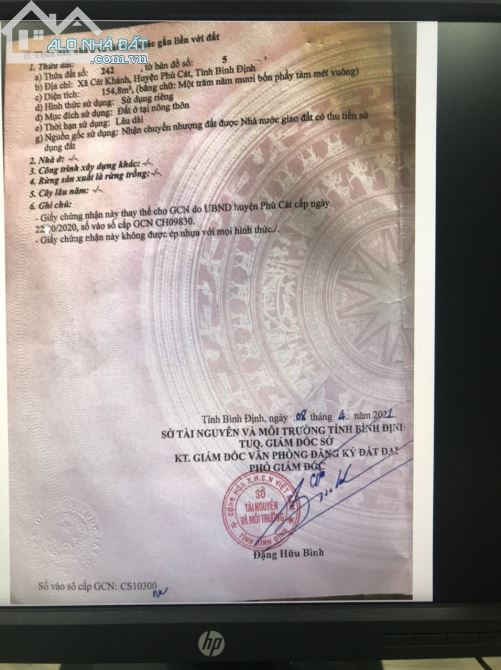 ALO NHÀ ĐẤT
.com.vn
gắn liền với đất
1. Thửa đất:
a) Thửa đất số: 242 , tờ bản đồ số: 5
b) Địa chỉ: Xã Cát Khánh, Huyện Phù Cát, Tỉnh Bình Định
c) Diện tích: 154,8m², (bằng chữ: Một trăm năm mươi bốn phẩy tám mét vuông)
d) Hình thức sử dụng: Sử dụng riêng
đ) Mục đích sử dụng: Đất ở tại nông thôn
e) Thời hạn sử dụng: Lâu dài
g) Nguồn gốc sử dụng: Nhận chuyển nhượng đất được Nhà nước giao đất có thu tiền sử
dụng đất
2. Nhà ở: -/-.
3. Công trình xây dựng khác: -/-.
4. Rừng sản xuất là rừng trồng: -/-.
5. Cây lâu năm: -/-.
6. Ghi chú:
- Giấy chứng nhận này thay thế cho GCN do UBND huyện Phù Cát cấp ngày
/2020, số vào sổ cấp GCN CH09830.
- Giấy chứng nhận này không được ép nhựa với mọi hình thức./.
Tỉnh Bình Định, ngày 08 tháng 4 năm 2021
SỞ TÀI NGUYÊN VÀ MÔI TRƯỜNG TỈNH BÌNH ĐỊNH
TUQ. GIÁM ĐỐC SỞ
KT. GIÁM ĐỐC VĂN PHÒNG ĐĂNG KÝ ĐẤT ĐAI
PHÓ GIÁM ĐỐC
CỘNG HÒA X.H.C.N VIỆT NAM
SỞ
TÀI NGUYÊN
VÀ MÔI TRƯỜNG
TỈNH BÌNH ĐỊNH
Đặng Hữu Bình
Số vào sổ cấp GCN: CS10300
hp